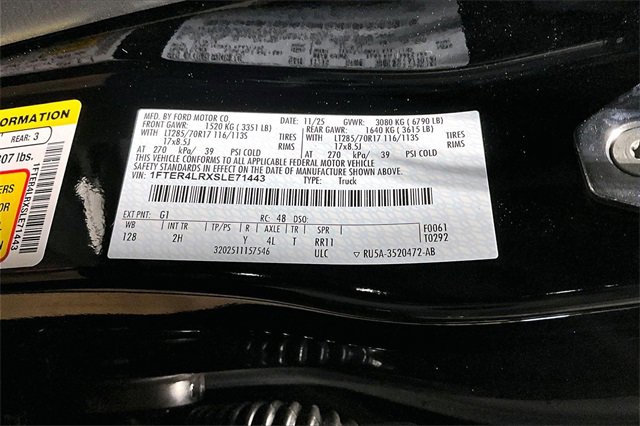 ORMATION
REAR: 3
207 lbs.
ERS
1FTER4LRXSLE71443
MFD. BY FORD MOTOR CO.
DATE: 11/25 GVWR: 3080 KG ( 6790 LB)
FRONT GAWR: 1520 KG ( 3351 LB) REAR GAWR: 1640 KG ( 3615 LB)
WITH LT285/70R17 116/113S TIRES WITH LT285/70R17 116/113S TIRES
17x8.5J RIMS 17x8.5J RIMS
AT 270 kPa/ 39 PSI COLD AT 270 kPa/ 39 PSI COLD
THIS VEHICLE CONFORMS TO ALL APPLICABLE FEDERAL MOTOR VEHICLE
SAFETY STANDARDS IN EFFECT ON THE DATE OF MANUFACTURE SHOWN ABOVE.
VIN: 1FTER4LRXSLE71443 TYPE: Truck
EXT PNT: G1 RC: 48 DSO: F0061
WB INT TR TP/PS R AXLE TR SPR T0292
128 2H Y 4L T RR11
3202511157546 ULC RU5A-3520472-AB